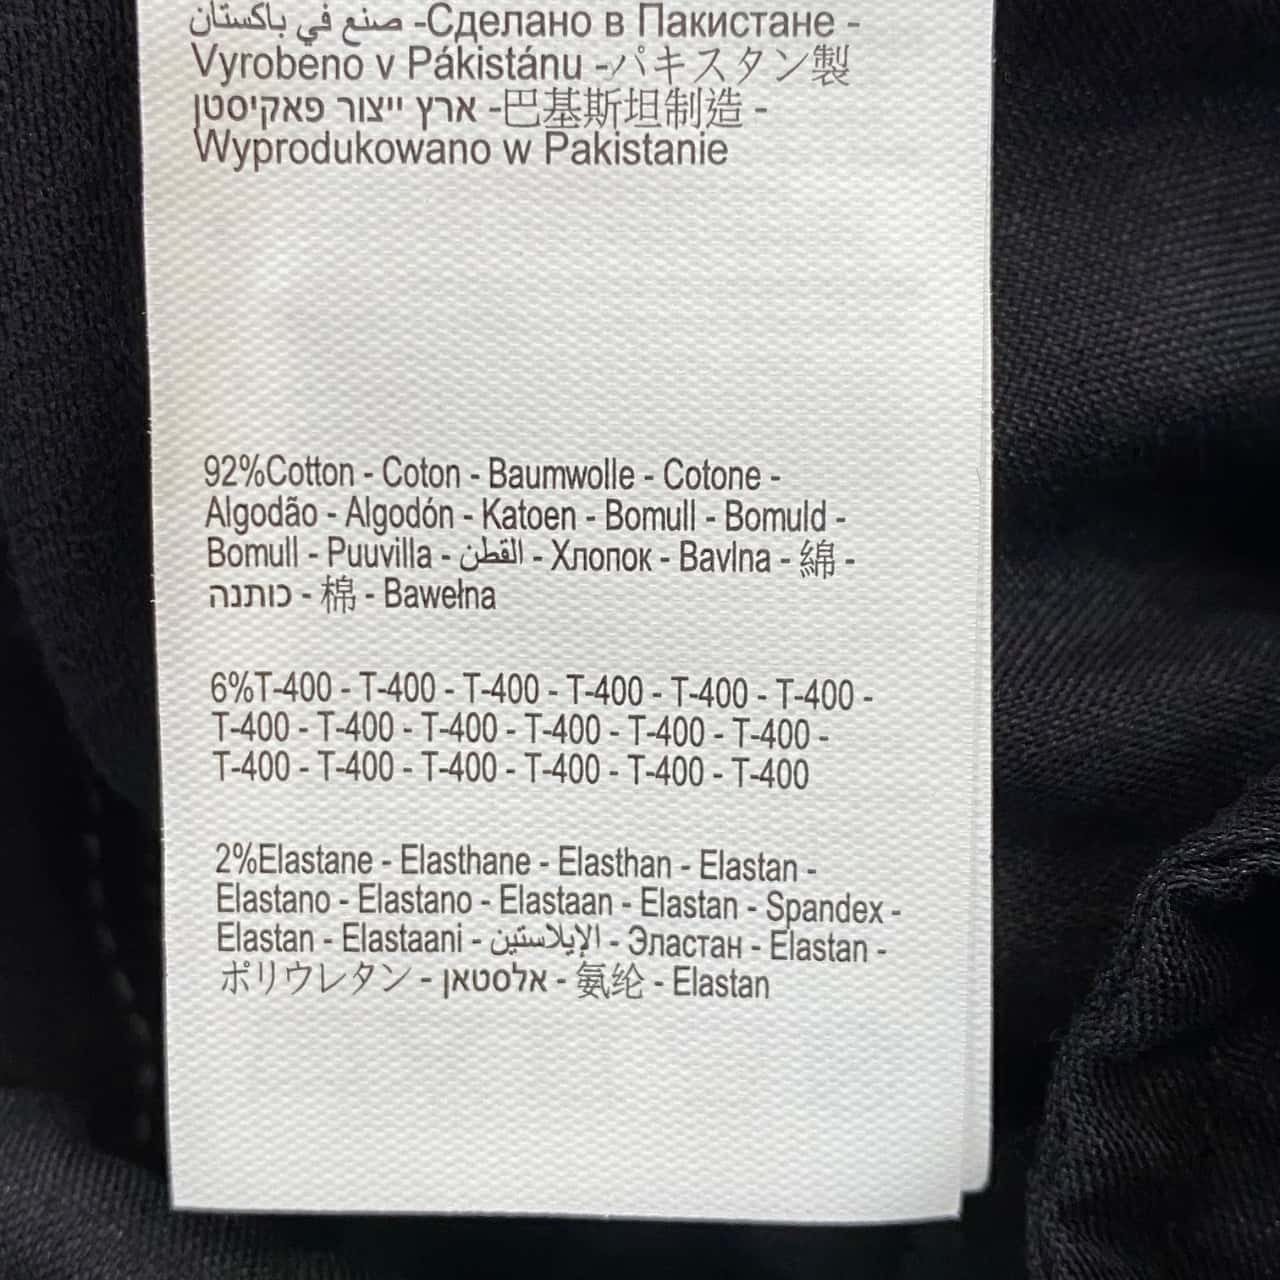 صنع في باكستان -Сделано в Пакистане -
Vyrobeno v Pákistánu -パキスタン製
ארץ ייצור פאקיסטן -巴基斯坦制造 -
Wyprodukowano w Pakistanie
92%Cotton - Coton - Baumwolle - Cotone -
Algodão - Algodón - Katoen - Bomull - Bomuld -
Bomull - Puuvilla - القطن - Хлопок - Bavlna - 綿 -
כותנה - 棉 - Bawełna
6%T-400 - T-400 - T-400 - T-400 - T-400 - T-400 -
T-400 - T-400 - T-400 - T-400 - T-400 - T-400 -
T-400 - T-400 - T-400 - T-400 - T-400 - T-400
2%Elastane - Elasthane - Elasthan - Elastan -
Elastano - Elastano - Elastaan - Elastan - Spandex -
Elastan - Elastaani - الإيلاستين - Эластан - Elastan -
ポリウレタン - אלסטאן - 氨纶 - Elastan